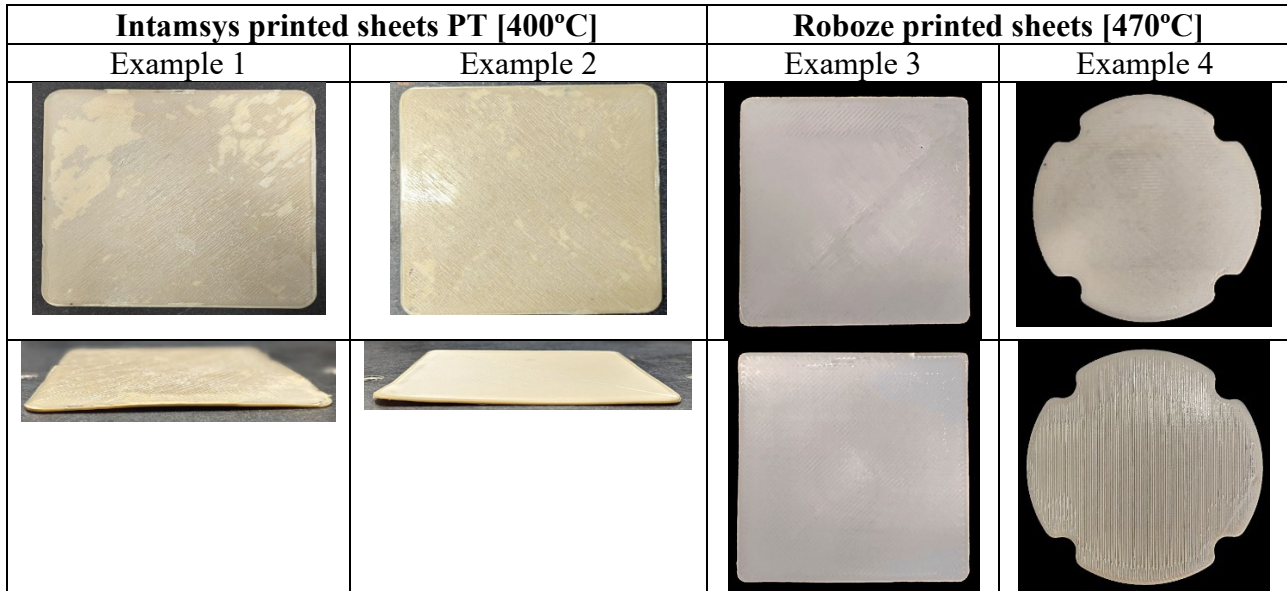 Intamsys printed sheets PT [400ºC]
Roboze printed sheets [470ºC]
Example 1
Example 2
Example 3
Example 4